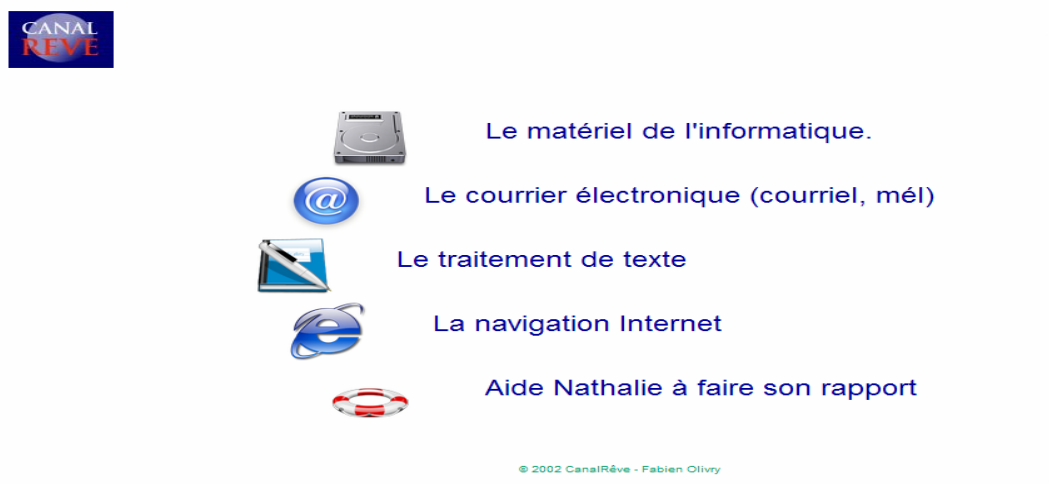 CANAL
REVE
Le matériel de l'informatique.
Le courrier électronique (courriel, mél)
Le traitement de texte
La navigation Internet
Aide Nathalie à faire son rapport
© 2002 CanalRêve - Fabien Olivry